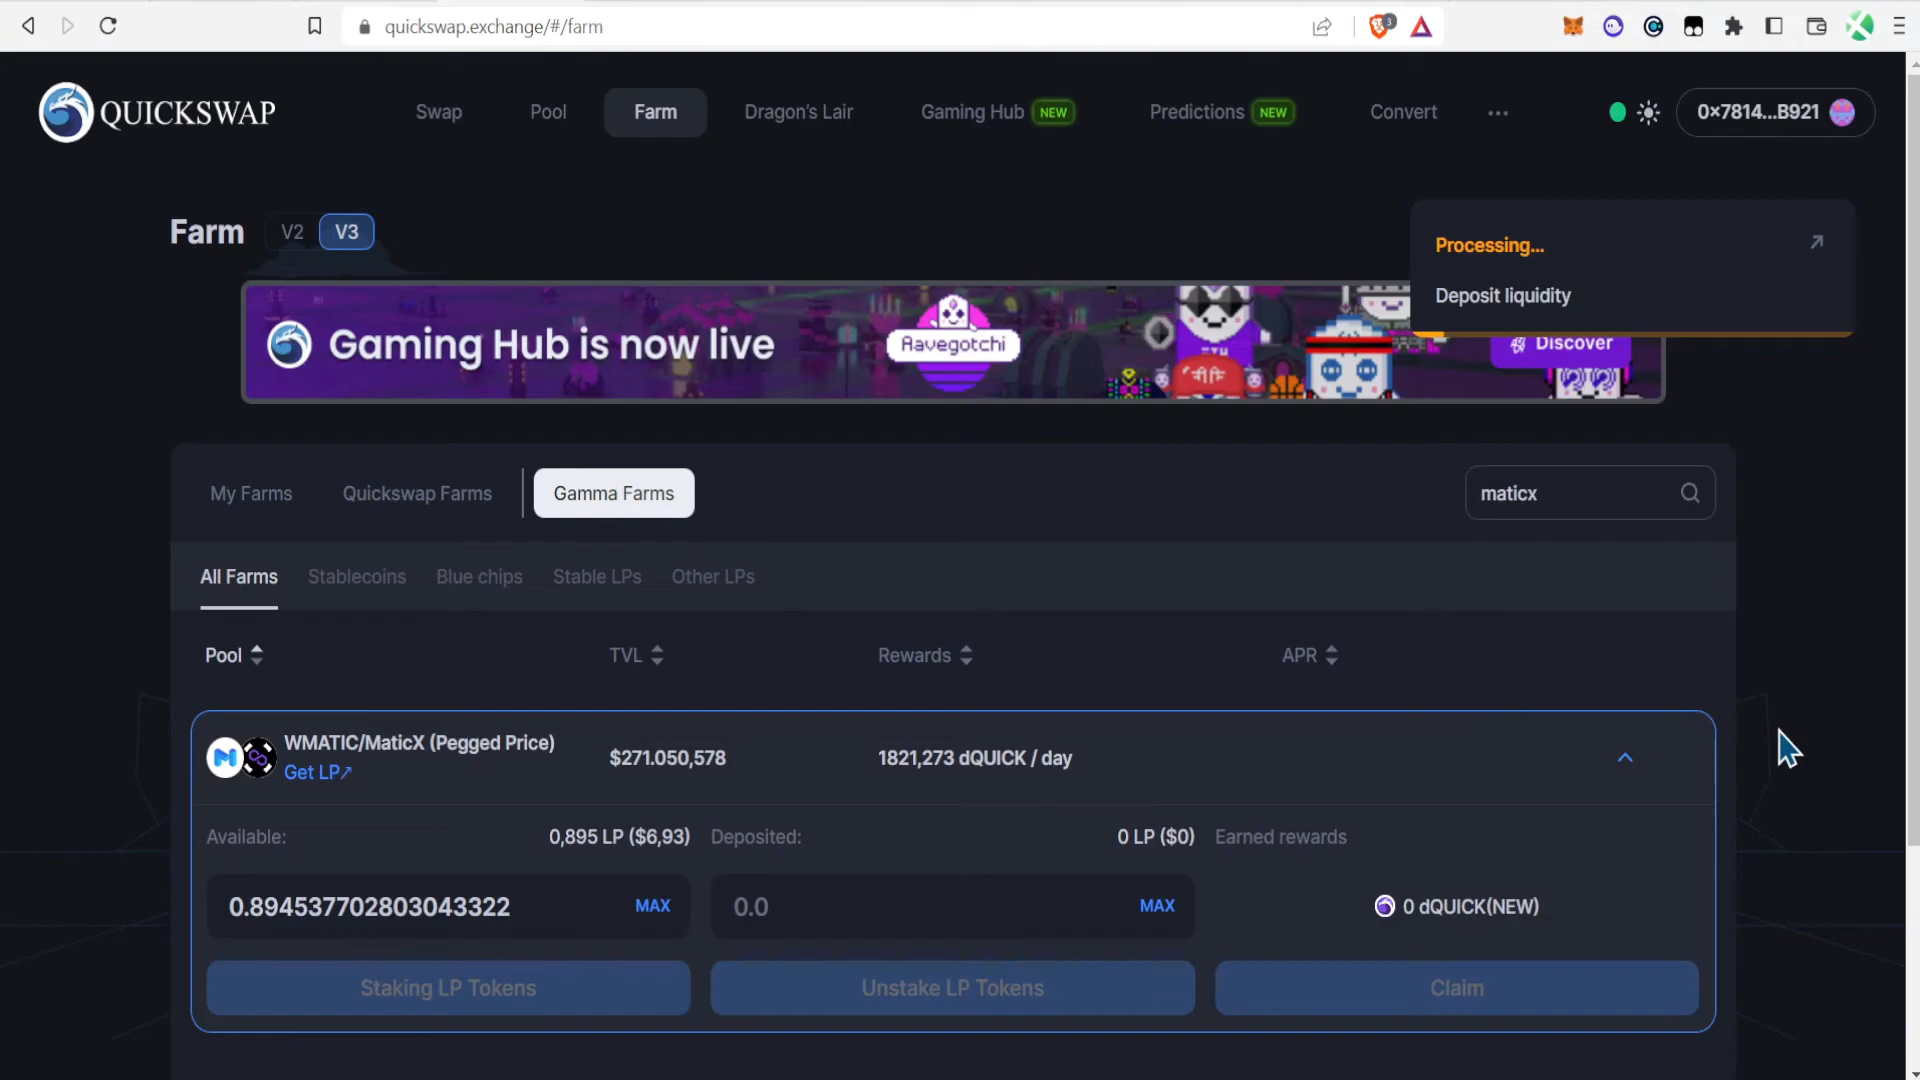 quickswap.exchange/#/farm
3
QUICKSWAP
Swap
Pool
Farm
Dragon's Lair
Gaming Hub NEW
Predictions NEW
Convert
0×7814...B921
Farm
V2
V3
Processing...
Deposit liquidity
Gaming Hub is now live
Aavegotchi
Discover
My Farms
Quickswap Farms
Gamma Farms
maticx
All Farms
Stablecoins
Blue chips
Stable LPs
Other LPs
Pool
TVL
Rewards
APR
WMATIC/MaticX (Pegged Price)
Get LP↗
$271.050,578
1821,273 dQUICK / day
Available:
0,895 LP ($6,93)
Deposited:
0 LP ($0)
Earned rewards
0.894537702803043322
MAX
0.0
MAX
0 dQUICK(NEW)
Staking LP Tokens
Unstake LP Tokens
Claim